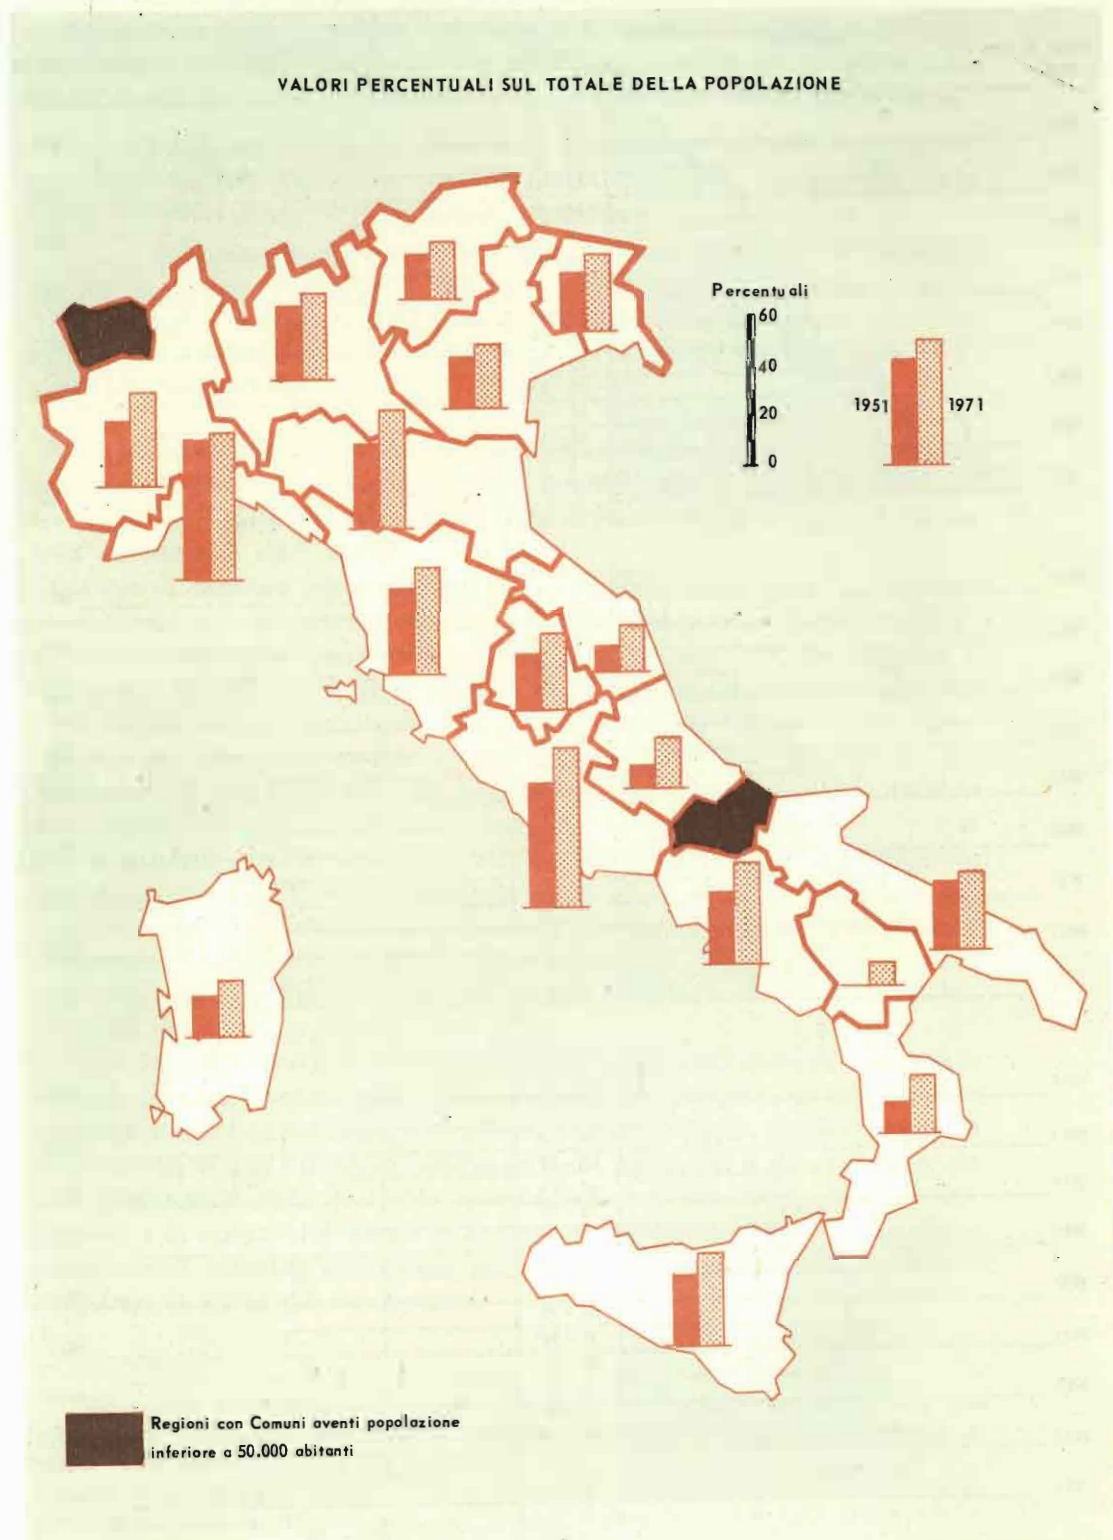 VALORI PERCENTUALI SUL TOTALE DELLA POPOLAZIONE
Percentuali
60
40
20
0
1951
1971
Regioni con Comuni aventi popolazione
inferiore a 50.000 abitanti